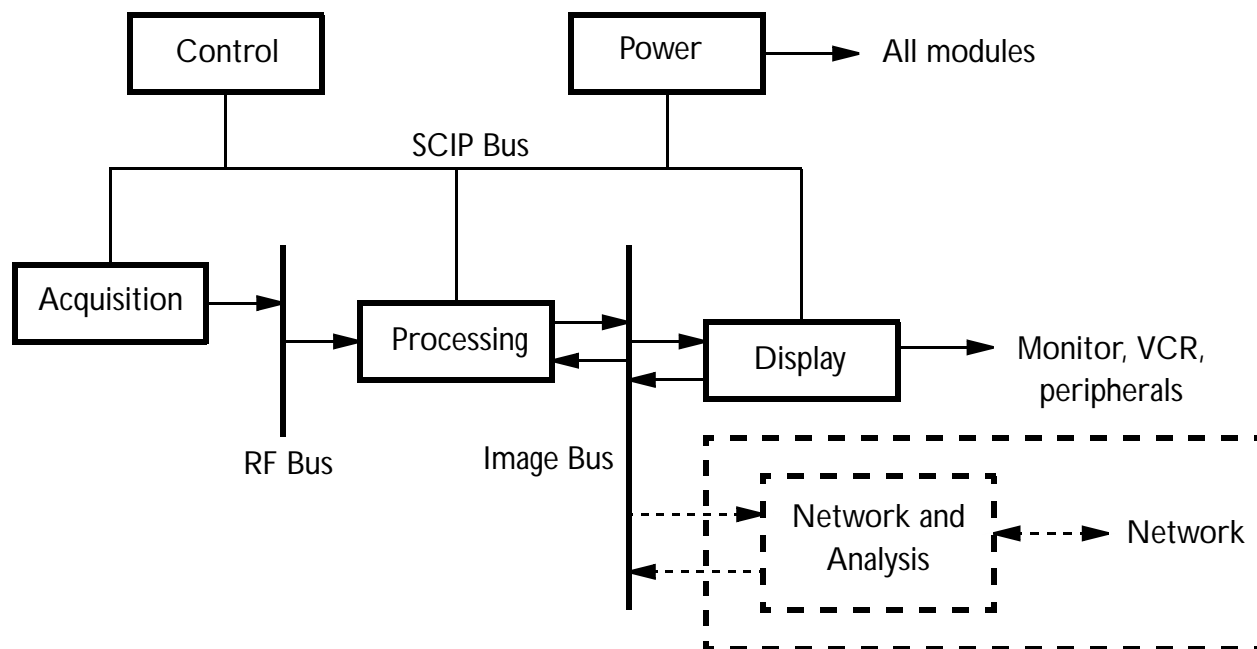 Control
Power
All modules
SCIP Bus
Acquisition
Processing
Display
Monitor, VCR,
peripherals
RF Bus
Image Bus
Network and
Analysis
Network